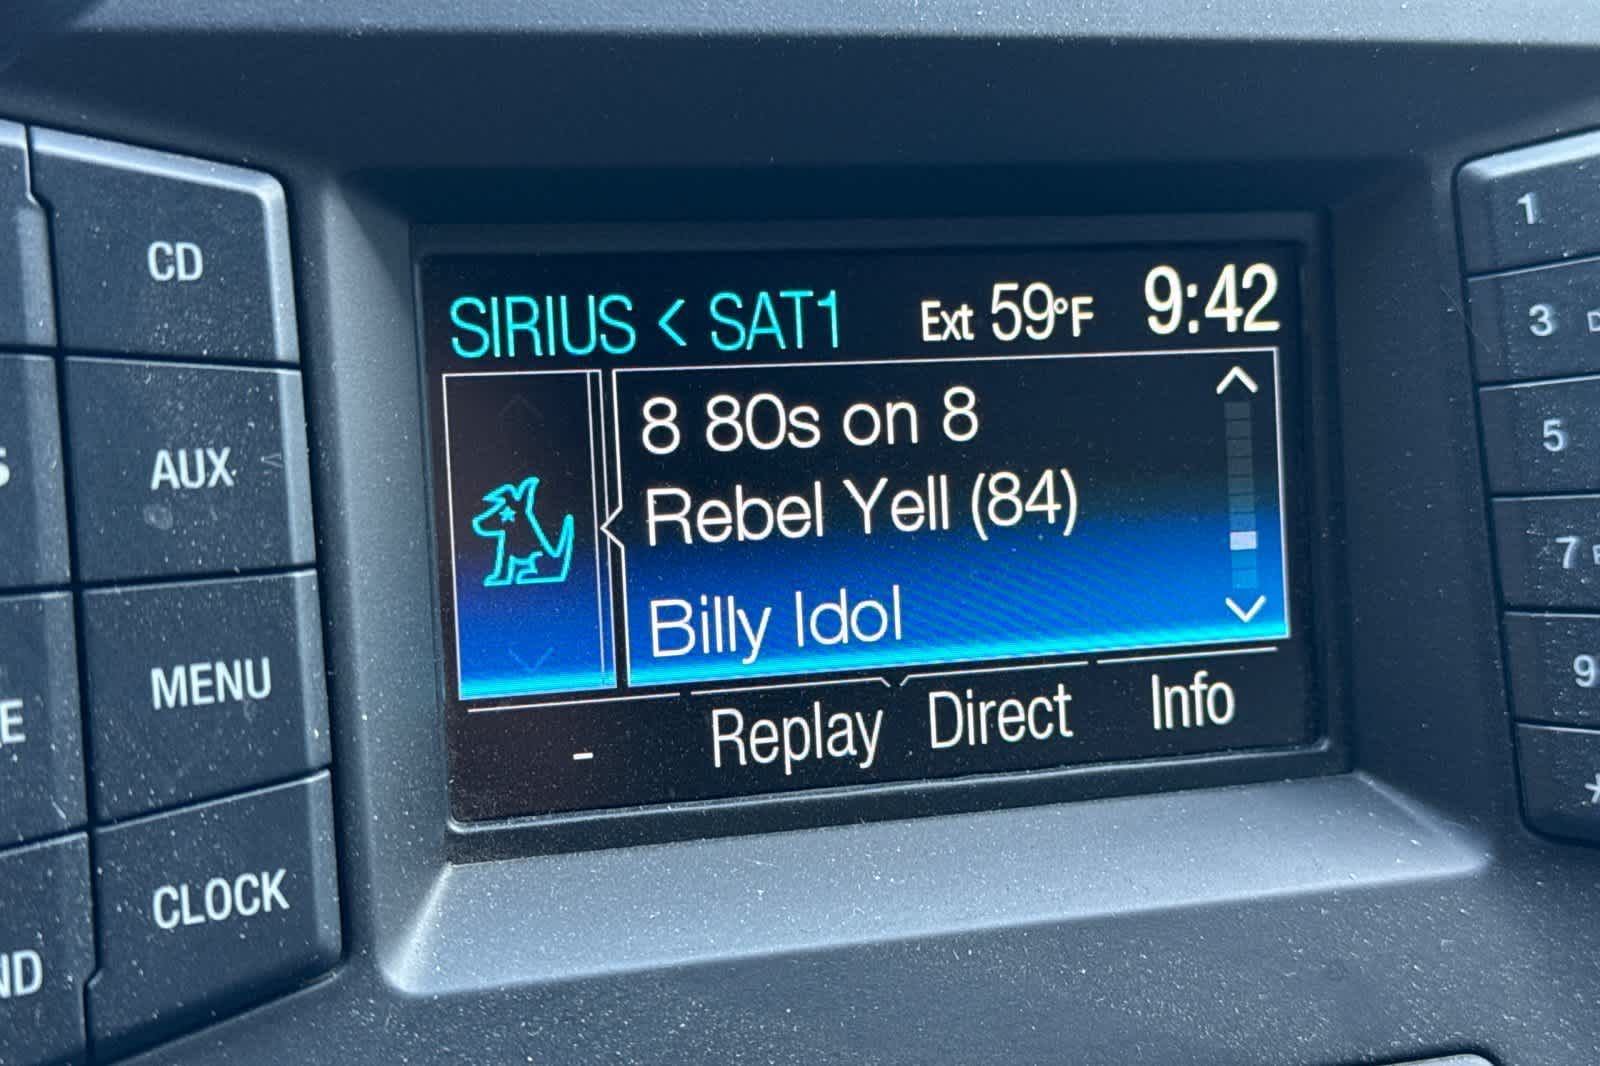 CD
AUX
MENU
CLOCK
SIRIUS < SAT1
Ext 59°F 9:42
8 80s on 8
Rebel Yell (84)
Billy Idol
- Replay Direct Info
1
3
5
7
9
*